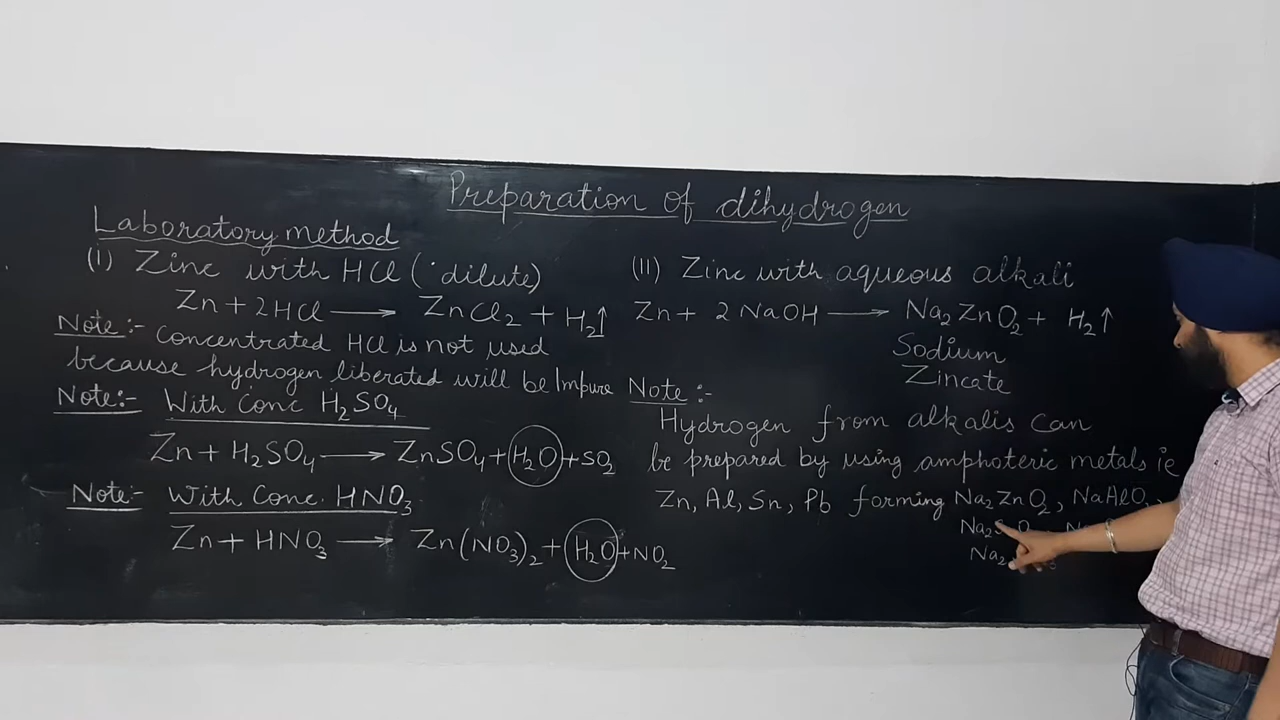 Preparation of dihydrogen
Laboratory method
(I) Zinc with HCl (dilute)
Zn + 2HCl ⟶ ZnCl₂ + H₂↑
Note:- Concentrated HCl is not used
because hydrogen liberated will be Impure
Note:- With Conc H₂SO₄
Zn + H₂SO₄ ⟶ ZnSO₄ + H₂O + SO₂
Note:- With Conc. HNO₃
Zn + HNO₃ ⟶ Zn(NO₃)₂ + H₂O + NO₂
(II) Zinc with aqueous alkali
Zn + 2NaOH ⟶ Na₂ZnO₂ + H₂↑
Sodium
Zincate
Note:-
Hydrogen from alkalis can
be prepared by using amphoteric metals ie
Zn, Al, Sn, Pb forming Na₂ZnO₂, NaAlO₂,